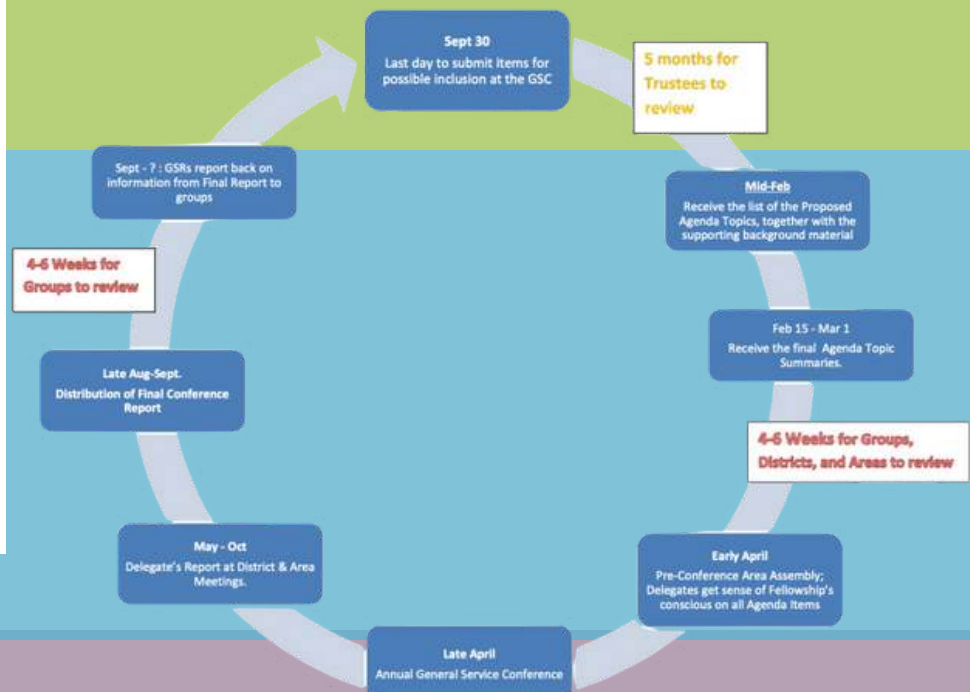 Sept 30
Last day to submit items for
possible inclusion at the GSC
5 months for
Trustees to
review
Mid-Feb
Receive the list of the Proposed
Agenda Topics, together with the
supporting background material
Feb 15 - Mar 1
Receive the final Agenda Topic
Summaries.
4-6 Weeks for Groups,
Districts, and Areas to review
Early April
Pre-Conference Area Assembly;
Delegates get sense of Fellowship's
conscious on all Agenda Items
Late April
Annual General Service Conference
May - Oct
Delegate's Report at District & Area
Meetings.
Late Aug-Sept.
Distribution of Final Conference
Report
4-6 Weeks for
Groups to review
Sept - ? : GSRs report back on
information from Final Report to
groups